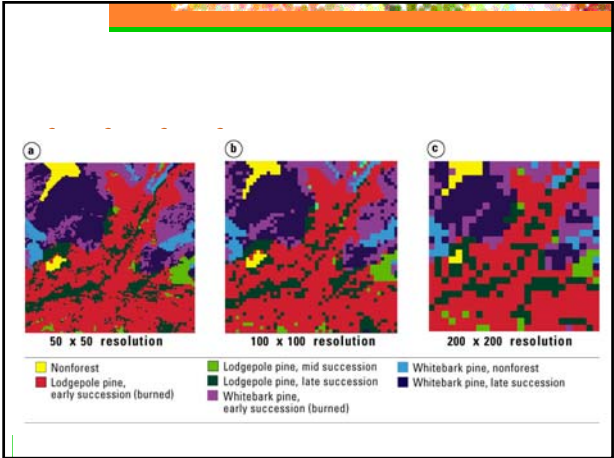 a
b
c
50 x 50 resolution
100 x 100 resolution
200 x 200 resolution
Nonforest
Lodgepole pine,
early succession (burned)
Lodgepole pine, mid succession
Lodgepole pine, late succession
Whitebark pine,
early succession (burned)
Whitebark pine, nonforest
Whitebark pine, late succession